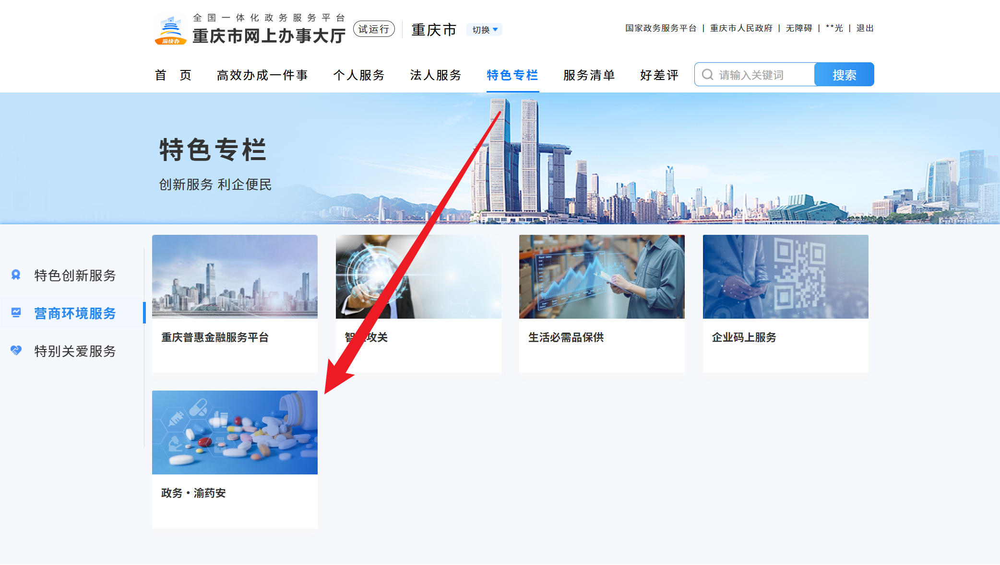 全国一体化政务服务平台
重庆市网上办事大厅
渝快办
试运行
重庆市
切换
国家政务服务平台 | 重庆市人民政府 | 无障碍 | **光 | 退出
首 页 高效办成一件事 个人服务 法人服务 特色专栏 服务清单 好差评
请输入关键词
搜索
特色专栏
创新服务 利企便民
特色创新服务
营商环境服务
特别关爱服务
重庆普惠金融服务平台
智 攻关
生活必需品保供
企业码上服务
政务·渝药安